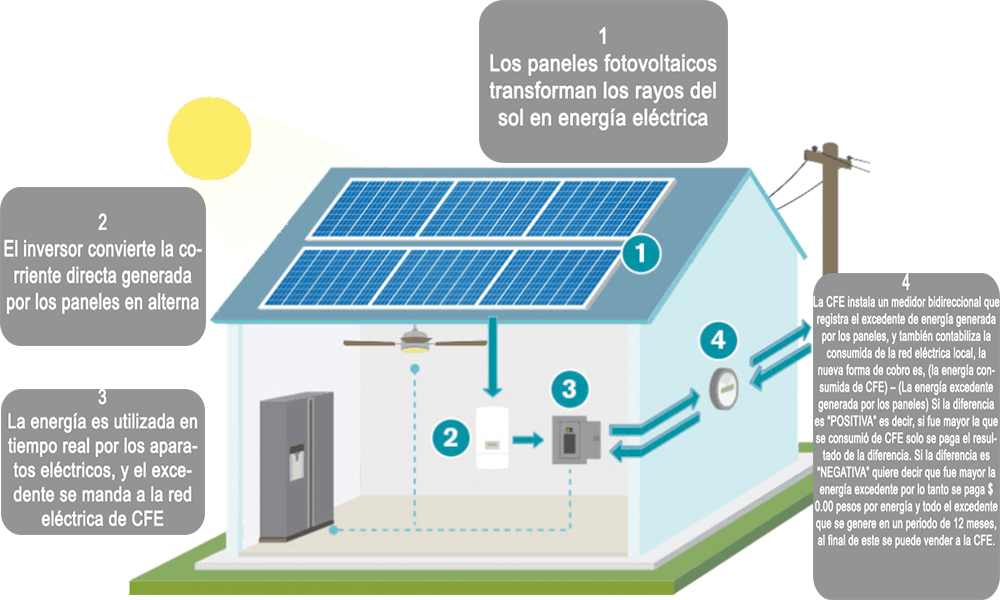 1
Los paneles fotovoltaicos
transforman los rayos del
sol en energía eléctrica
2
El inversor convierte la co-
rriente directa generada
por los paneles en alterna
3
La energía es utilizada en
tiempo real por los apara-
tos eléctricos, y el exce-
dente se manda a la red
eléctrica de CFE
4
La CFE instala un medidor bidireccional que
registra el excedente de energía generada
por los paneles, y también contabiliza la
consumida de la red eléctrica local, la
nueva forma de cobro es, (la energía con-
sumida de CFE) – (La energía excedente
generada por los paneles) Si la diferencia
es “POSITIVA” es decir, si fue mayor la que
se consumió de CFE solo se paga el resul-
tado de la diferencia. Si la diferencia es
“NEGATIVA” quiere decir que fue mayor la
energía excedente por lo tanto se paga $
0.00 pesos por energía y todo el excedente
que se genere en un periodo de 12 meses,
al final de este se puede vender a la CFE.
1
4
3
2